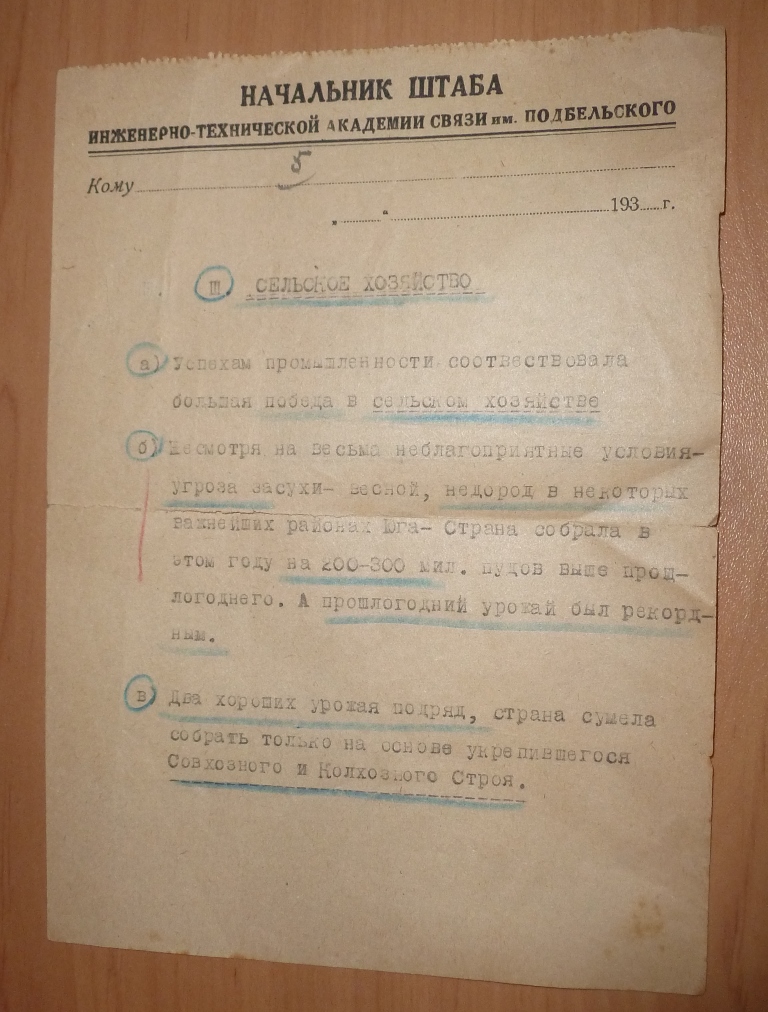 НАЧАЛЬНИК ШТАБА
ИНЖЕНЕРНО-ТЕХНИЧЕСКОЙ АКАДЕМИИ СВЯЗИ им. ПОДБЕЛЬСКОГО
5
Кому
„ “ 193 г.
Ш. СЕЛЬСКОЕ ХОЗЯЙСТВО
а) Успехам промышленности соотвествовала
большая победа в сельском хозяйстве
б) Несмотря на весьма неблагоприятные условия-
угроза засухи- весной, недород в некоторых
важнейших районах Юга- Страна собрала в
этом году на 200-300 мил. пудов выше прош-
логоднего. А прошлогодний урожай был рекорд-
ным.
в) Два хороших урожая подряд, страна сумела
собрать только на основе укрепившегося
Совхозного и Колхозного Строя.